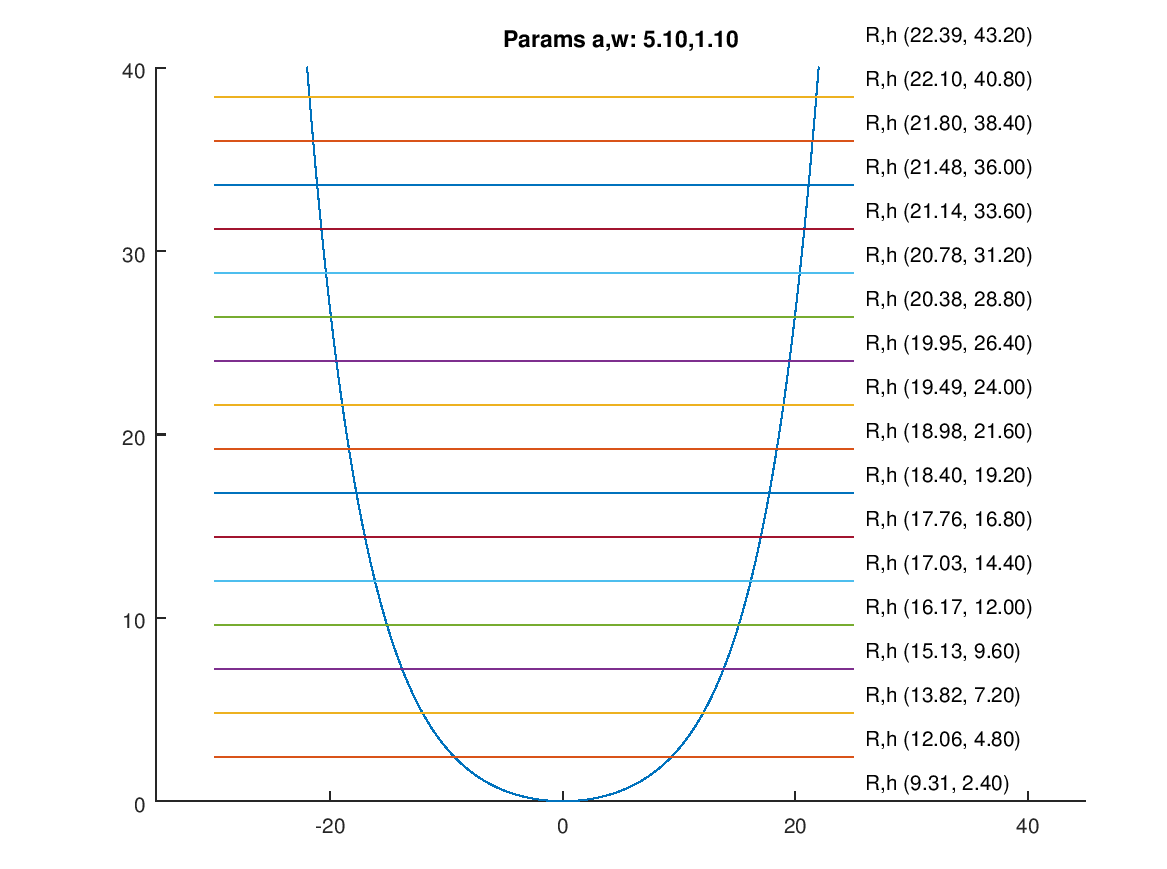 Params a,w: 5.10,1.10
R,h (22.39, 43.20)
R,h (22.10, 40.80)
R,h (21.80, 38.40)
R,h (21.48, 36.00)
R,h (21.14, 33.60)
R,h (20.78, 31.20)
R,h (20.38, 28.80)
R,h (19.95, 26.40)
R,h (19.49, 24.00)
R,h (18.98, 21.60)
R,h (18.40, 19.20)
R,h (17.76, 16.80)
R,h (17.03, 14.40)
R,h (16.17, 12.00)
R,h (15.13, 9.60)
R,h (13.82, 7.20)
R,h (12.06, 4.80)
R,h (9.31, 2.40)
40
30
20
10
0
-20 0 20 40